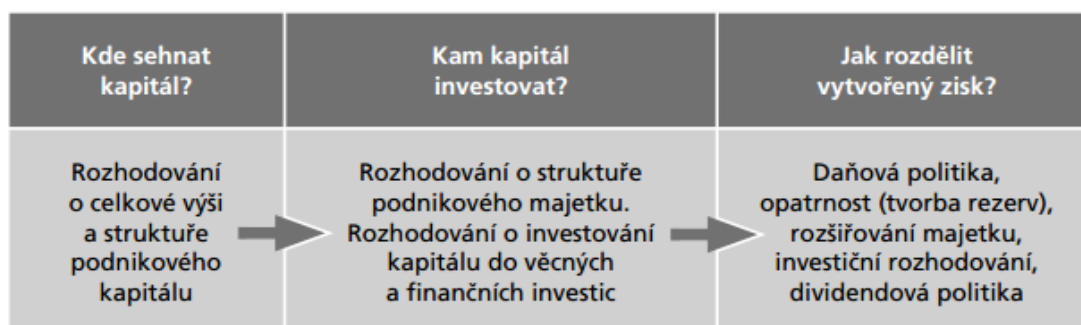 Kde sehnat
kapitál?
Kam kapitál
investovat?
Jak rozdělit
vytvořený zisk?
Rozhodování
o celkové výši
a struktuře
podnikového
kapitálu
Rozhodování o struktuře
podnikového majetku.
Rozhodování o investování
kapitálu do věcných
a finančních investic
Daňová politika,
opatrnost (tvorba rezerv),
rozšiřování majetku,
investiční rozhodování,
dividendová politika